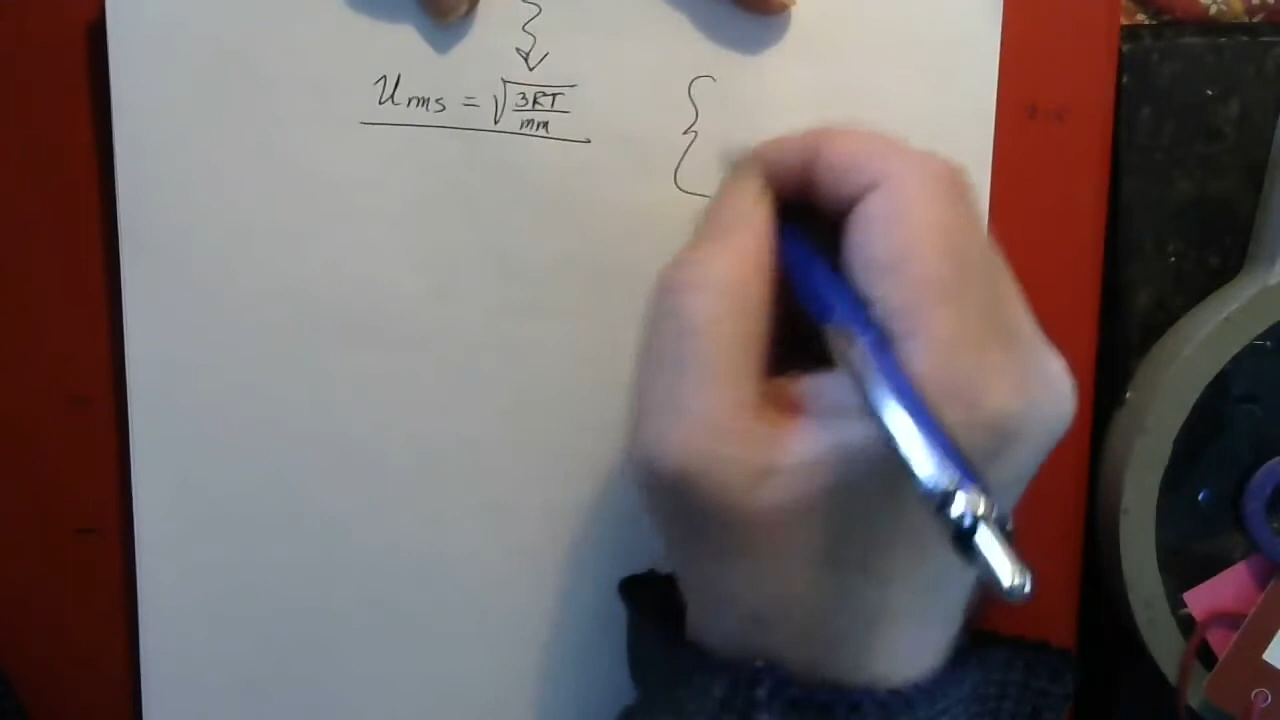 Urms = √3RT/mm